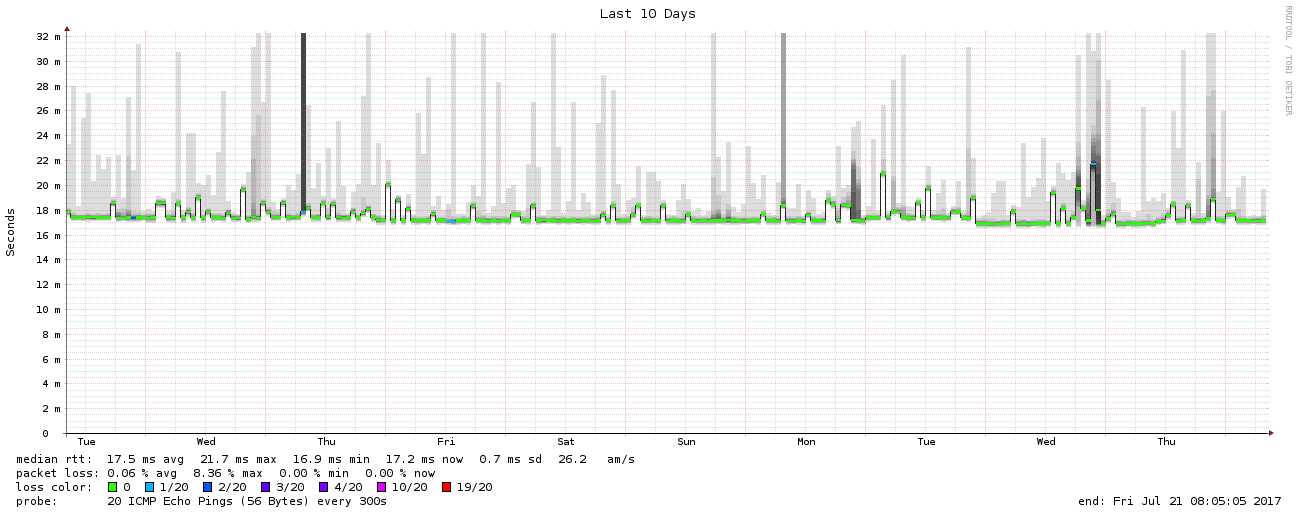 Last 10 Days
RRDTOOL / TOBI OETIKER
32 m
30 m
28 m
26 m
24 m
22 m
20 m
18 m
16 m
14 m
12 m
10 m
8 m
6 m
4 m
2 m
0
Seconds
Tue Wed Thu Fri Sat Sun Mon Tue Wed Thu
median rtt: 17.5 ms avg 21.7 ms max 16.9 ms min 17.2 ms now 0.7 ms sd 26.2 am/s
packet loss: 0.06 % avg 8.36 % max 0.00 % min 0.00 % now
loss color: 0 1/20 2/20 3/20 4/20 10/20 19/20
probe: 20 ICMP Echo Pings (56 Bytes) every 300s end: Fri Jul 21 08:05:05 2017